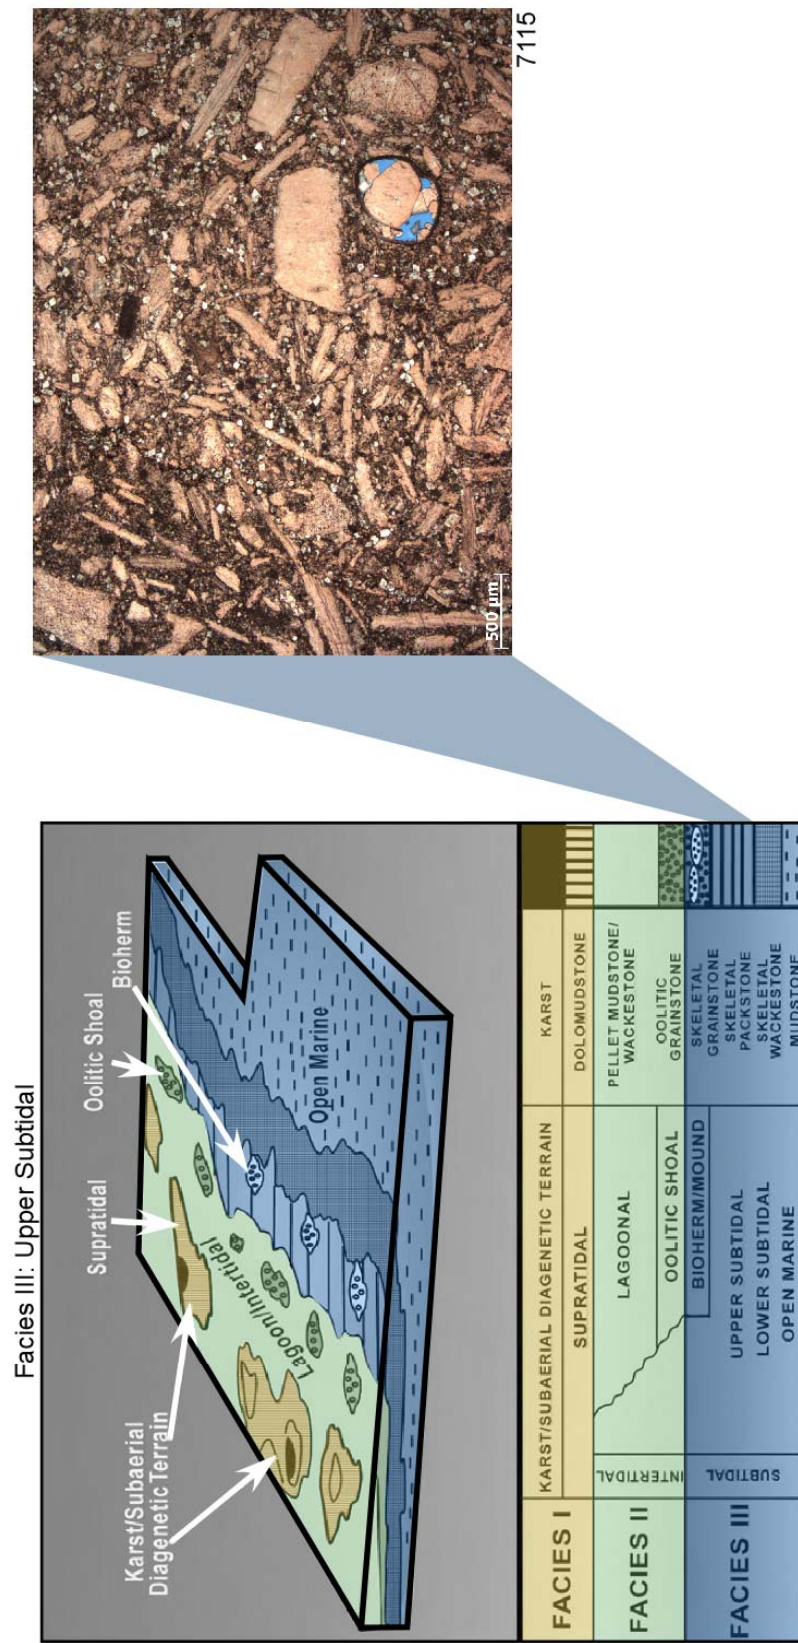 Facies III: Upper Subtidal
Karst/Subaerial
Diagenetic Terrain
Supratidal
Oolitic Shoal
Bioherm
Lagoon/Intertidal
Open Marine
FACIES I
KARST/SUBAERIAL DIAGENETIC TERRAIN
KARST
SUPRATIDAL
DOLOMUDSTONE
FACIES II
INTERTIDAL
LAGOONAL
PELLET MUDSTONE/
WACKESTONE
OOLITIC SHOAL
OOLITIC
GRAINSTONE
FACIES III
SUBTIDAL
BIOHERM/MOUND
SKELETAL
GRAINSTONE
UPPER SUBTIDAL
SKELETAL
PACKSTONE
LOWER SUBTIDAL
SKELETAL
WACKESTONE
OPEN MARINE
MUDSTONE
500 µm
7115